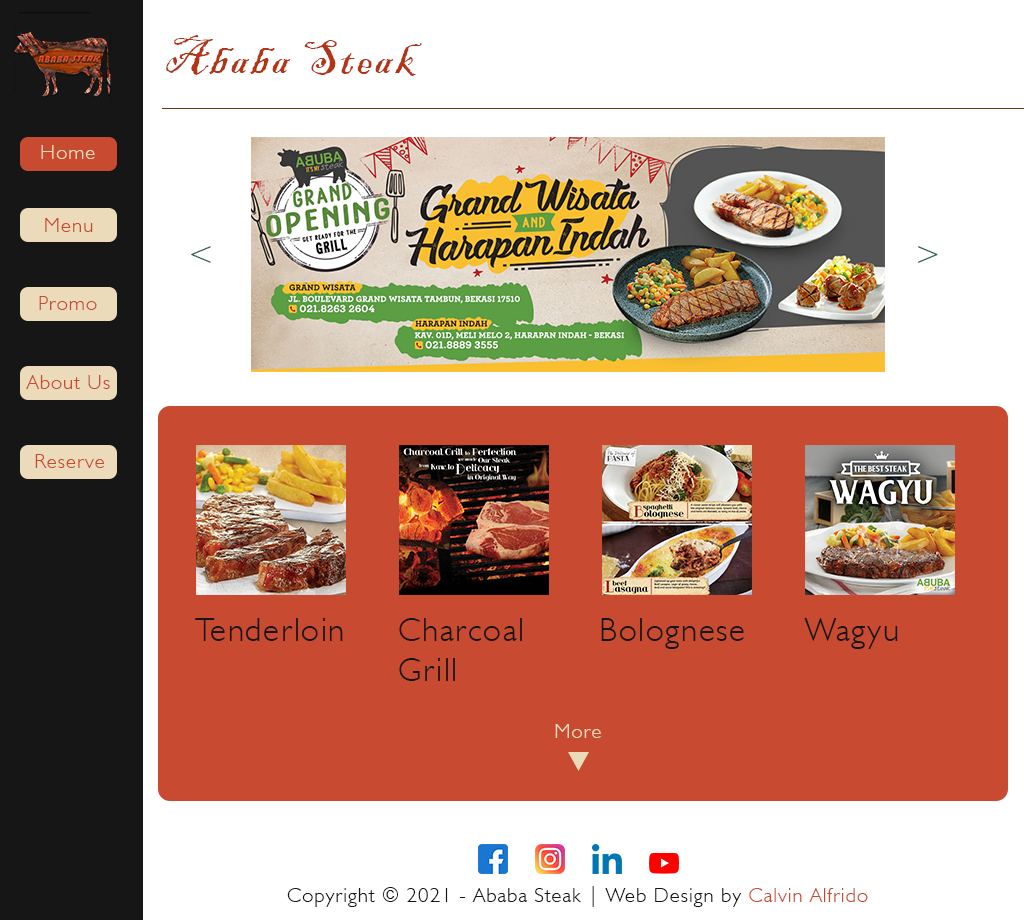 ABABA STEAK
Ababa Steak
Home
Menu
Promo
About Us
Reserve
<
>
ABUBA
IT'S MY Steak
GRAND
OPENING
GET READY FOR THE
GRILL
Grand Wisata
AND
Harapan Indah
GRAND WISATA
JL. BOULEVARD GRAND WISATA TAMBUN, BEKASI 17510
021.8263 2604
HARAPAN INDAH
KAV. 01D, MELI MELO 2, HARAPAN INDAH - BEKASI
021.8889 3555
Charcoal Grill to Perfection
we made Our Steak
from Kane to Delicacy
in Original Way
PASTA
spaghetti
Bolognese
beef
Lasagna
THE BEST STEAK
WAGYU
ABUBA
steak
Tenderloin
Charcoal
Grill
Bolognese
Wagyu
More
Copyright © 2021 - Ababa Steak | Web Design by Calvin Alfrido